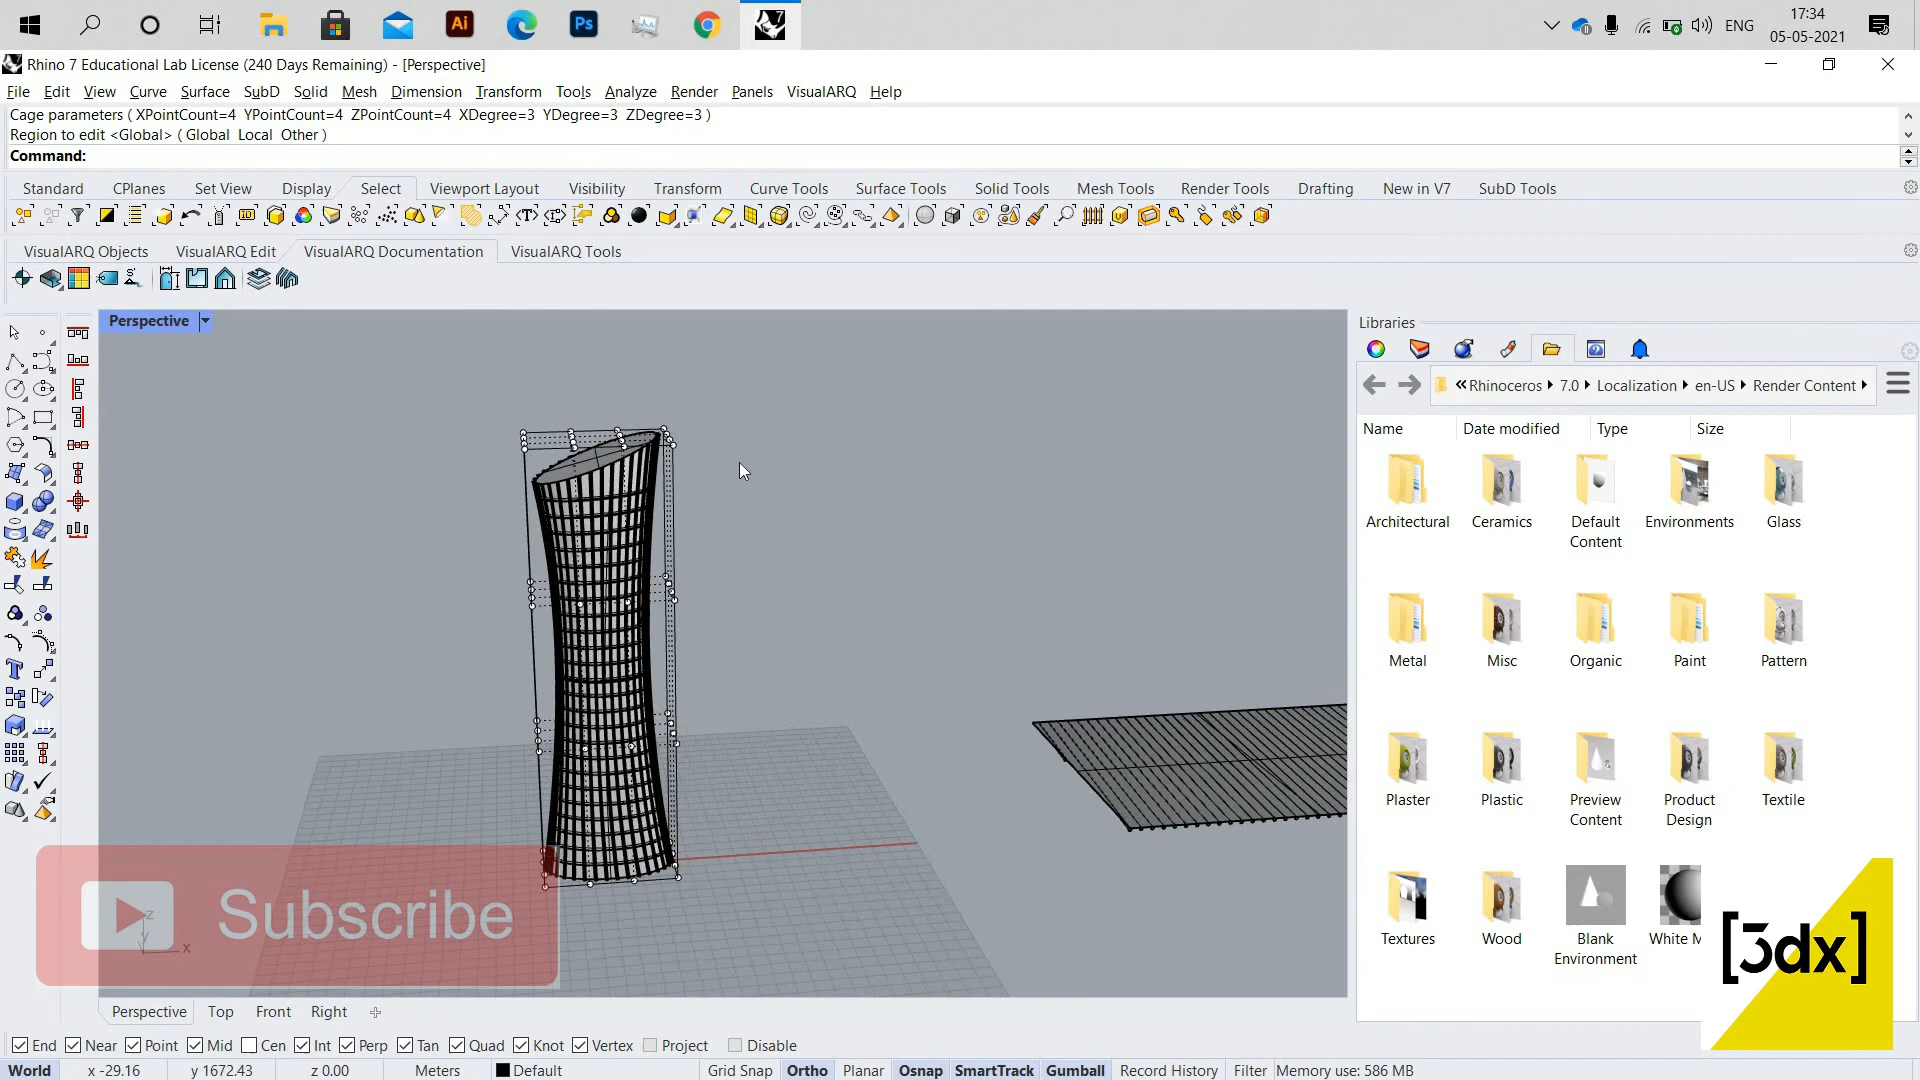 Ai
Ps
7
ENG
17:34
05-05-2021
Rhino 7 Educational Lab License (240 Days Remaining) - [Perspective]
File Edit View Curve Surface SubD Solid Mesh Dimension Transform Tools Analyze Render Panels VisualARQ Help
Cage parameters ( XPointCount=4 YPointCount=4 ZPointCount=4 XDegree=3 YDegree=3 ZDegree=3 )
Region to edit <Global> ( Global Local Other )
Command:
Standard CPlanes Set View Display Select Viewport Layout Visibility Transform Curve Tools Surface Tools Solid Tools Mesh Tools Render Tools Drafting New in V7 SubD Tools
VisualARQ Objects VisualARQ Edit VisualARQ Documentation VisualARQ Tools
Perspective
Libraries
« Rhinoceros 7.0 Localization en-US Render Content
Name Date modified Type Size
Architectural Ceramics Default Content Environments Glass
Metal Misc Organic Paint Pattern
Plaster Plastic Preview Content Product Design Textile
Textures Wood Blank Environment White M
Subscribe
z
y
x
[3dx]
Perspective Top Front Right
End Near Point Mid Cen Int Perp Tan Quad Knot Vertex Project Disable
World x -29.16 y 1672.43 z 0.00 Meters Default Grid Snap Ortho Planar Osnap SmartTrack Gumball Record History Filter Memory use: 586 MB